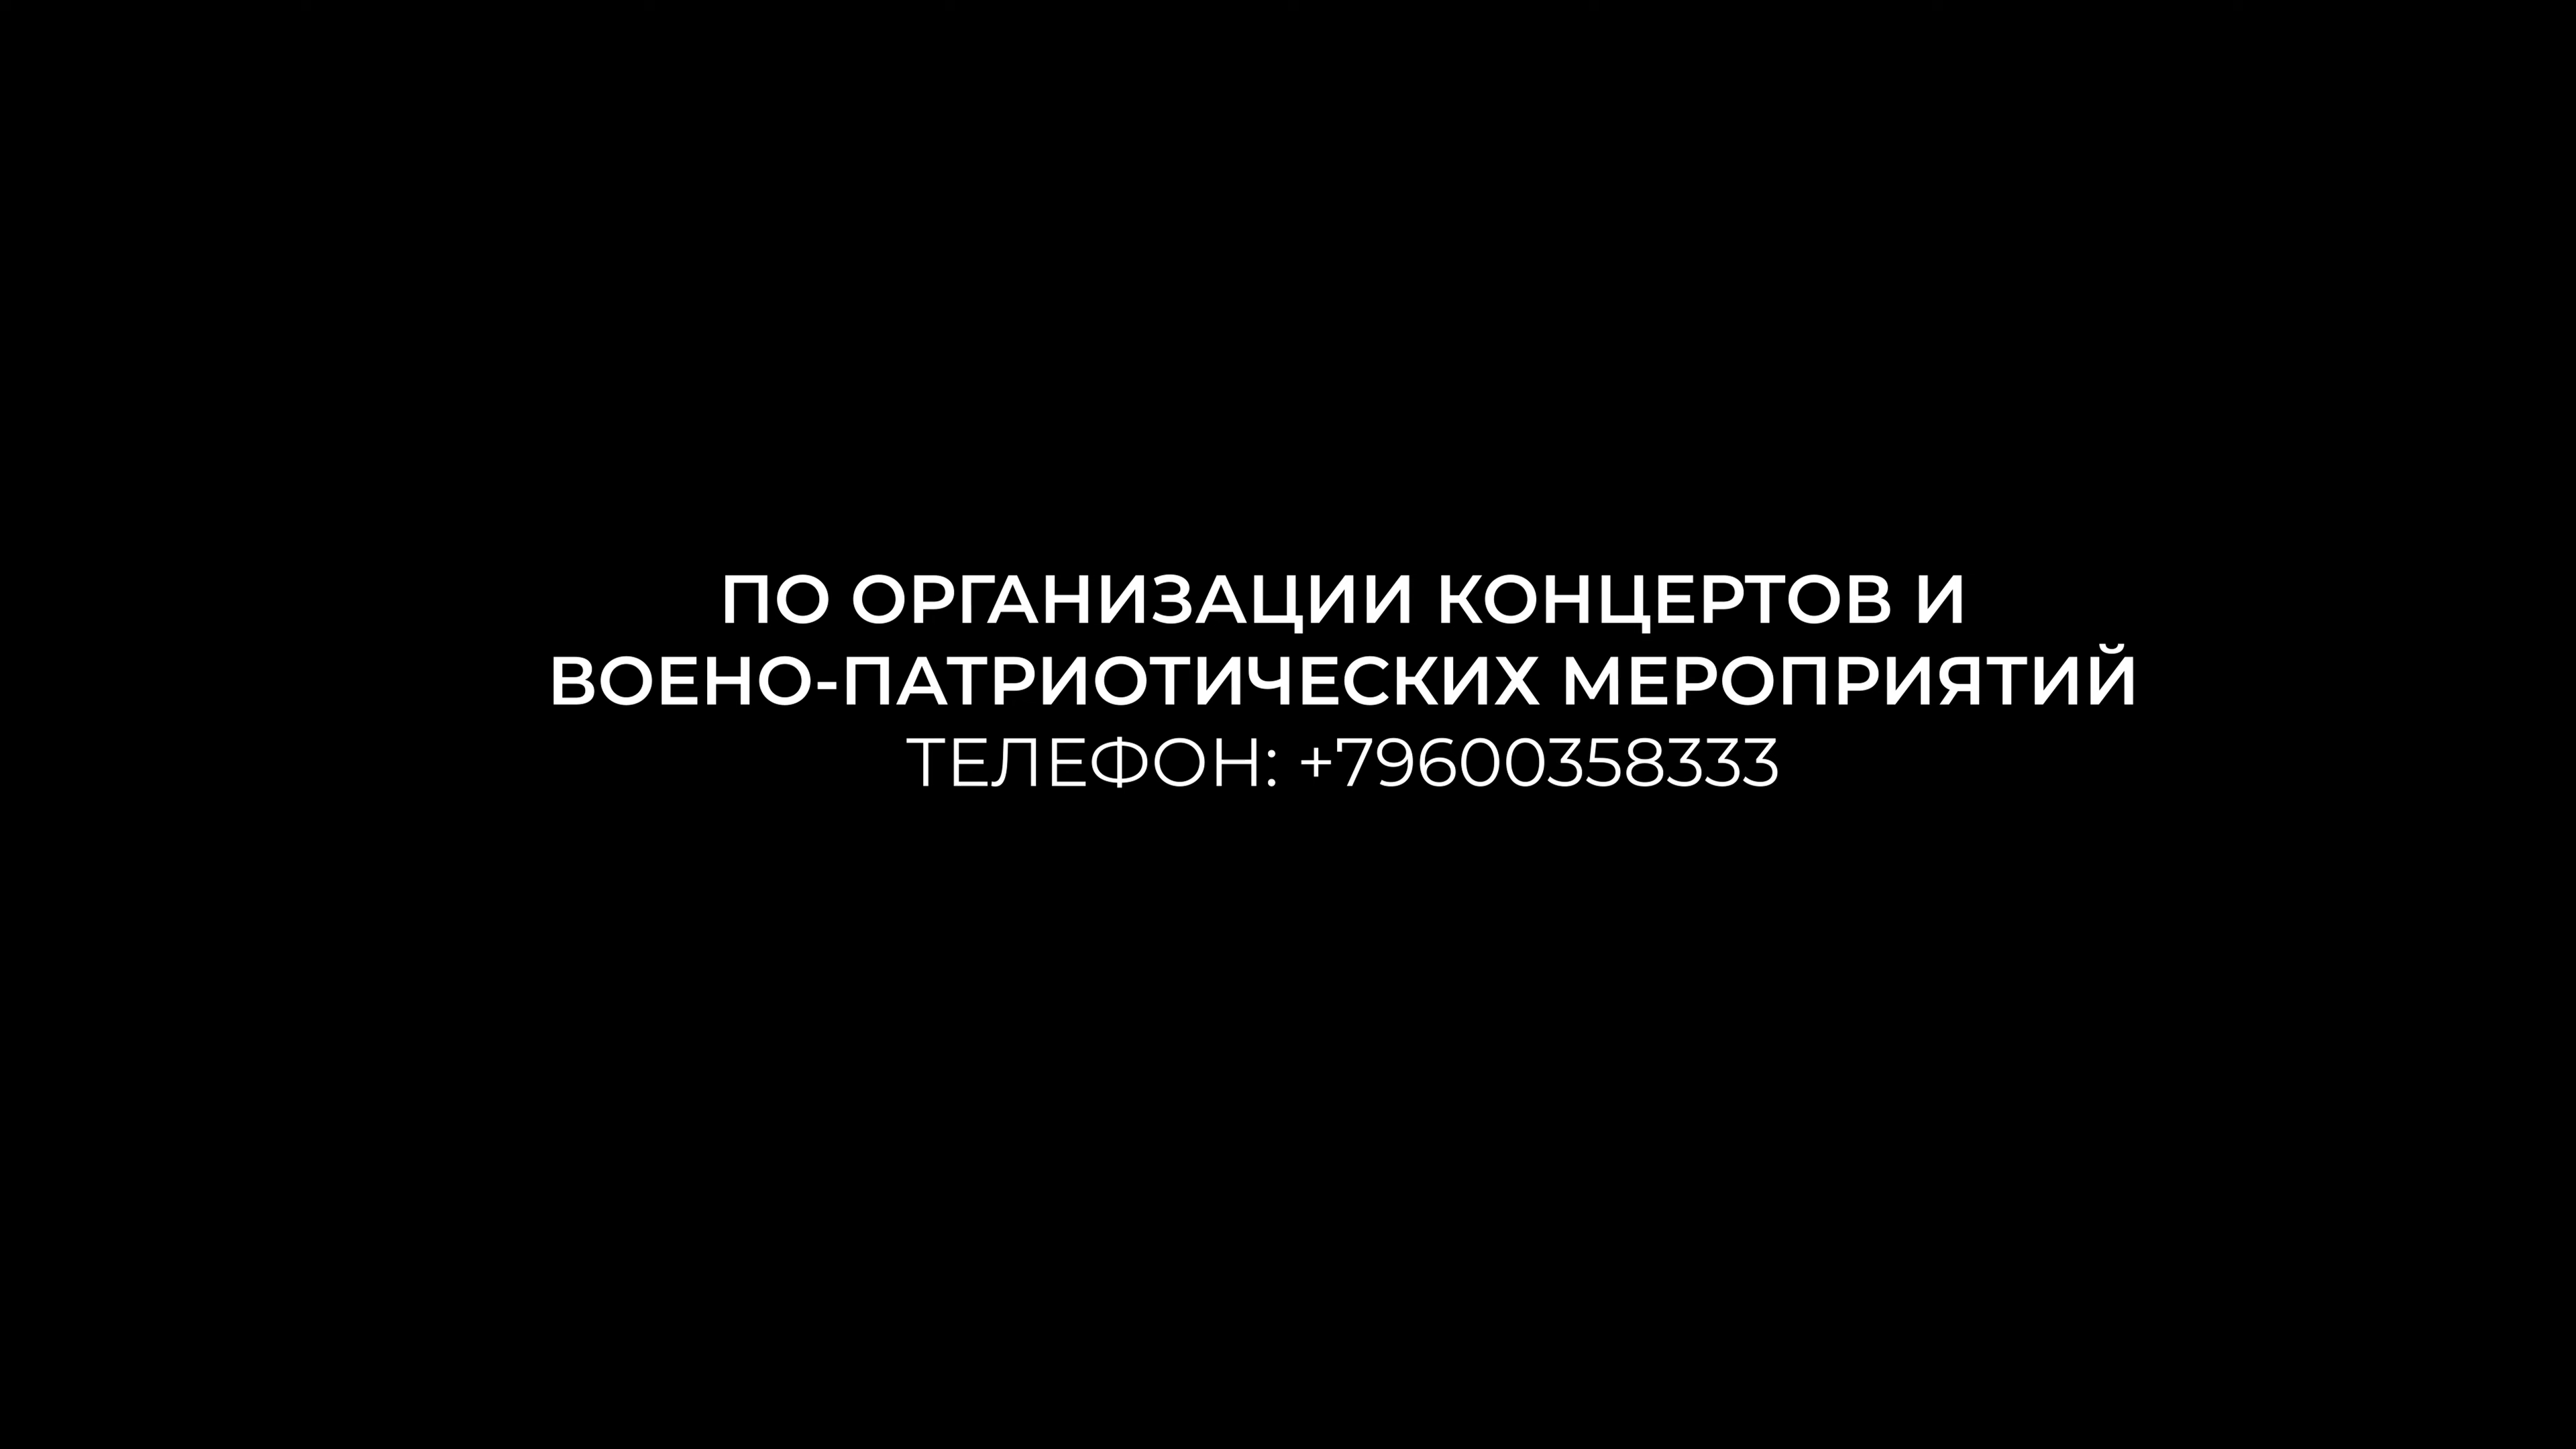 ПО ОРГАНИЗАЦИИ КОНЦЕРТОВ И
ВОЕНО-ПАТРИОТИЧЕСКИХ МЕРОПРИЯТИЙ
ТЕЛЕФОН: +79600358333